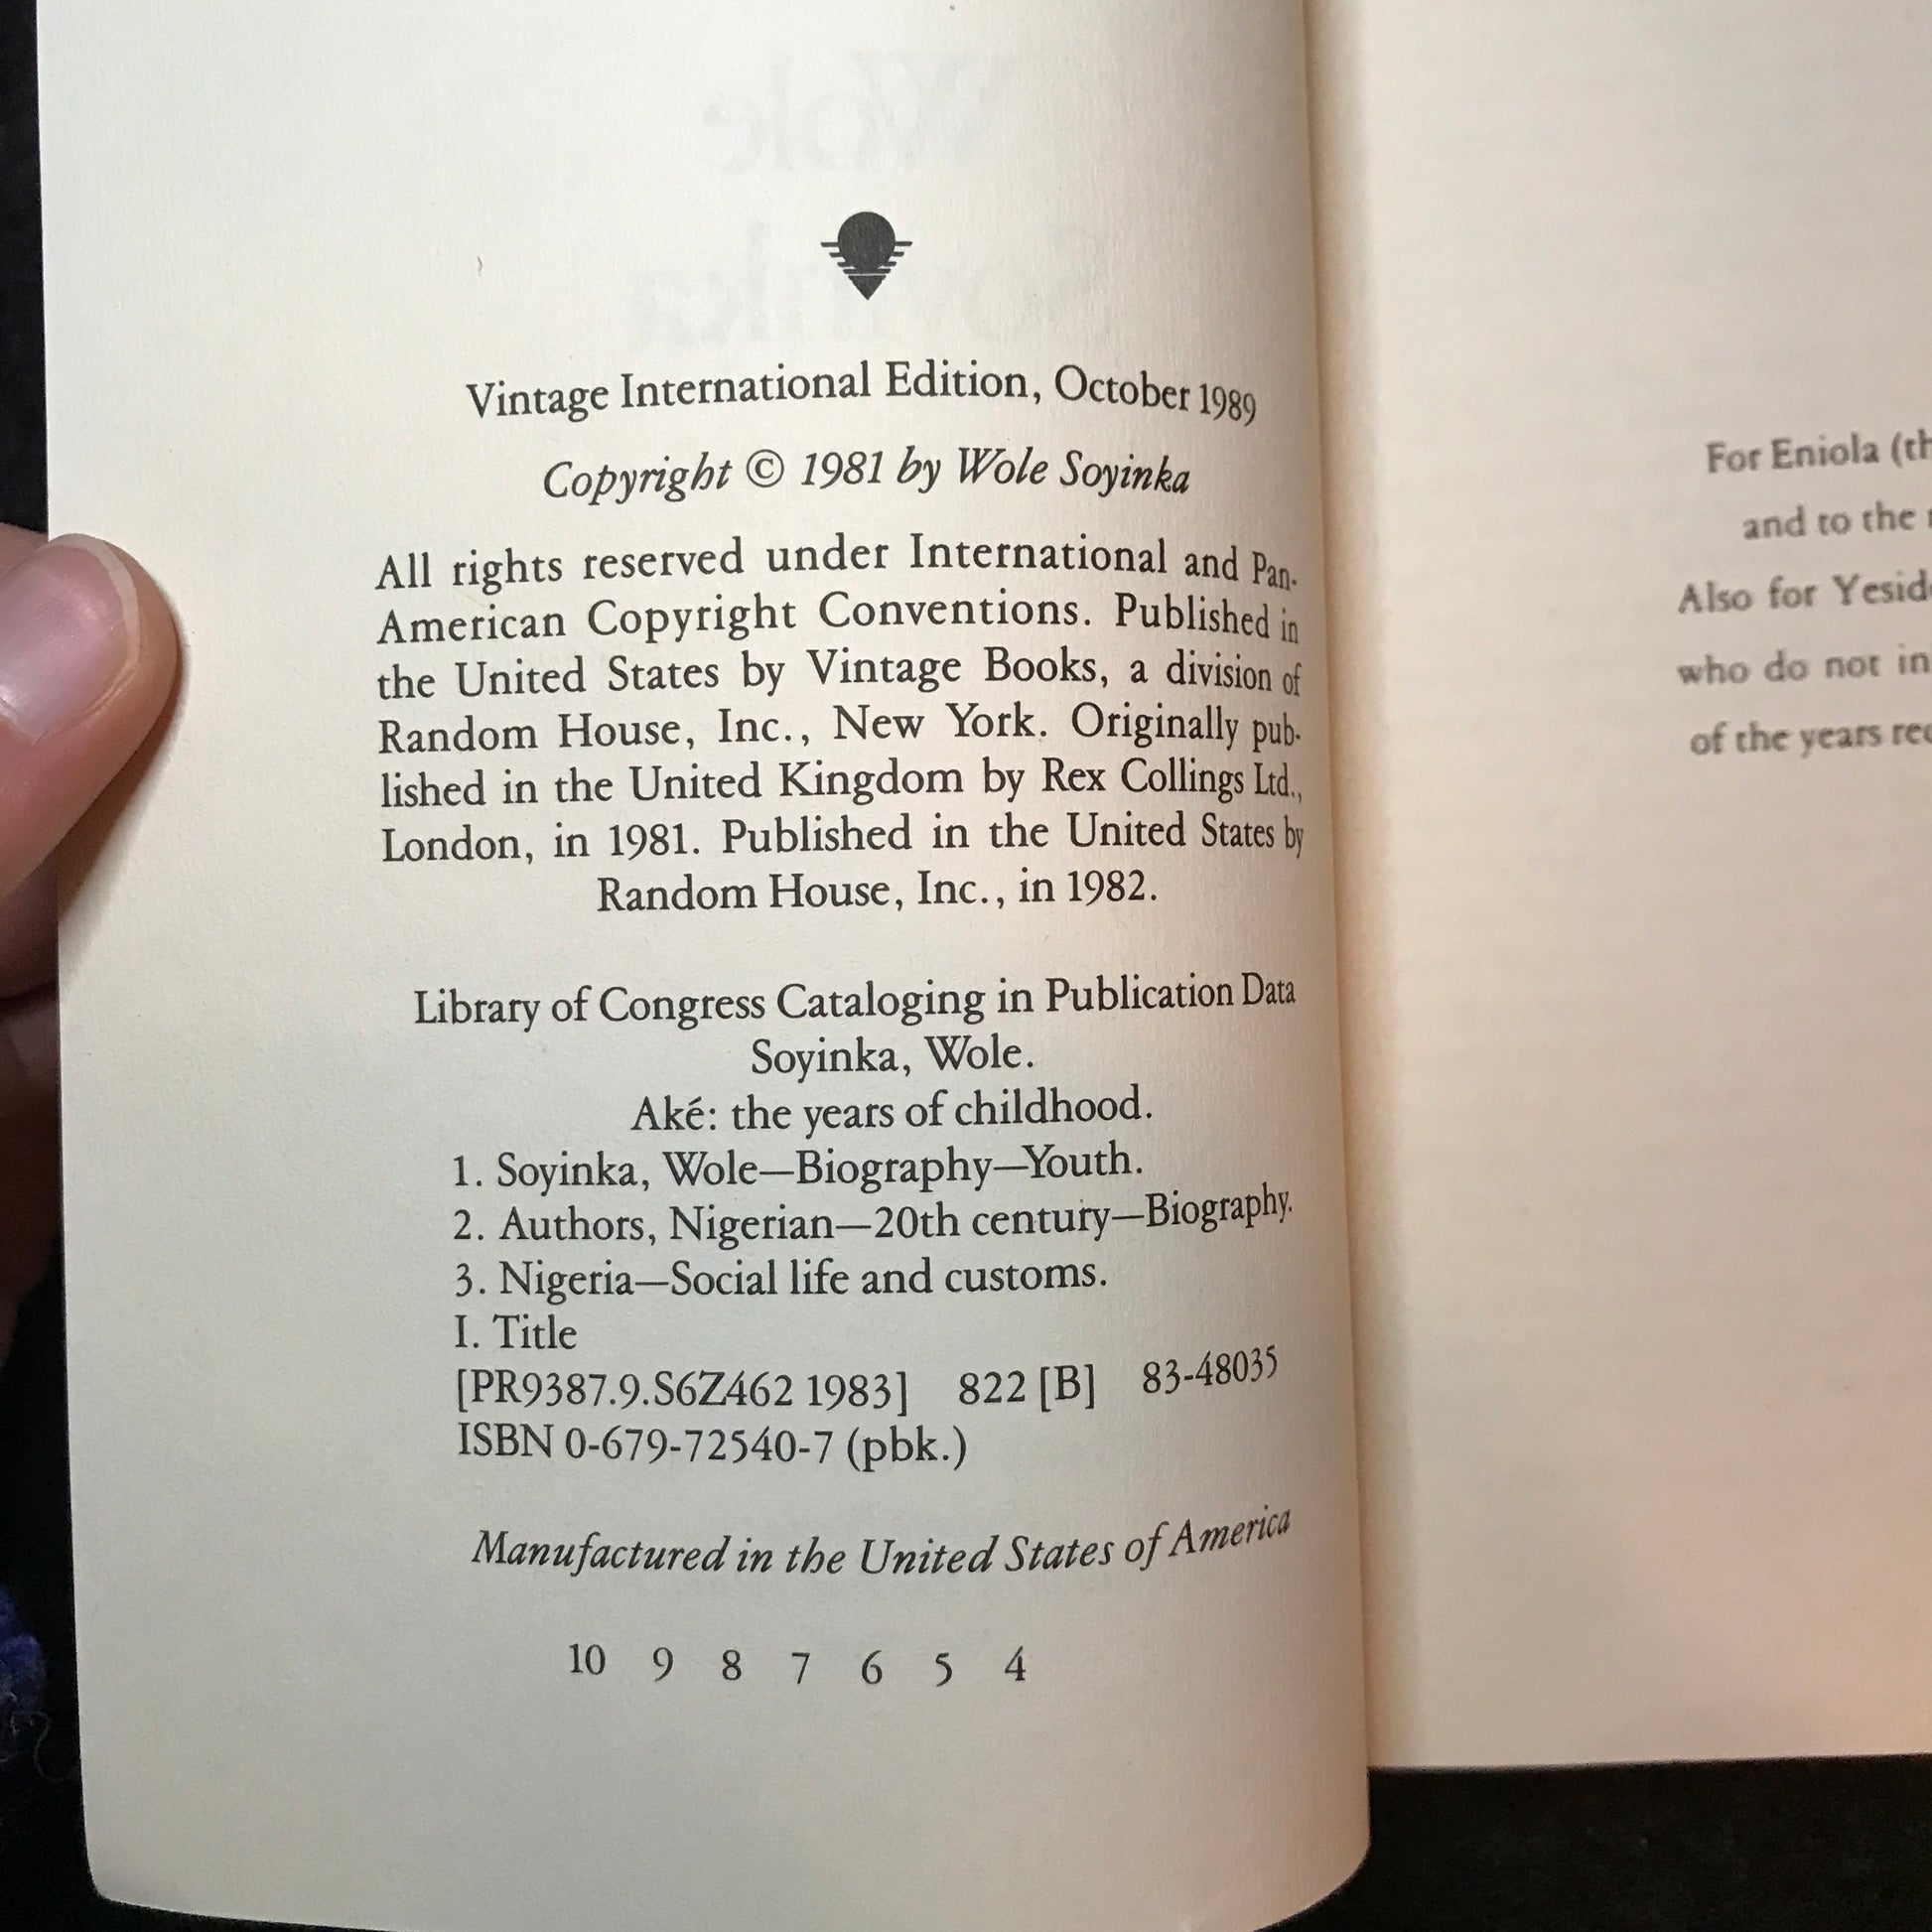 Vintage International Edition, October 1989
Copyright © 1981 by Wole Soyinka
All rights reserved under International and Pan-
American Copyright Conventions. Published in
the United States by Vintage Books, a division of
Random House, Inc., New York. Originally pub-
lished in the United Kingdom by Rex Collings Ltd.,
London, in 1981. Published in the United States by
Random House, Inc., in 1982.
Library of Congress Cataloging in Publication Data
Soyinka, Wole.
Aké: the years of childhood.
1. Soyinka, Wole—Biography—Youth.
2. Authors, Nigerian—20th century—Biography.
3. Nigeria—Social life and customs.
I. Title
[PR9387.9.S6Z462 1983] 822 [B] 83-48035
ISBN 0-679-72540-7 (pbk.)
Manufactured in the United States of America
10 9 8 7 6 5 4
For Eniola
and to the
Also for
who do not
of the years